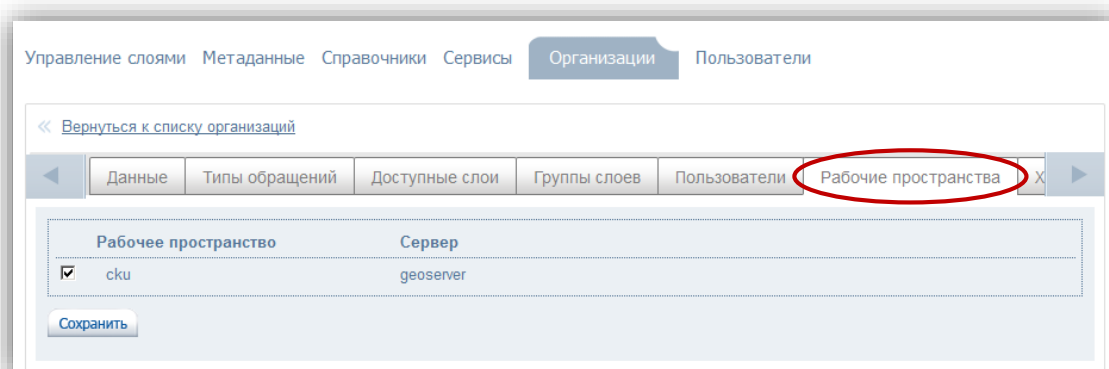 Управление слоями Метаданные Справочники Сервисы Организации Пользователи
« Вернуться к списку организаций
Данные Типы обращений Доступные слои Группы слоев Пользователи Рабочие пространства Х
Рабочее пространство Сервер
cku geoserver
Сохранить